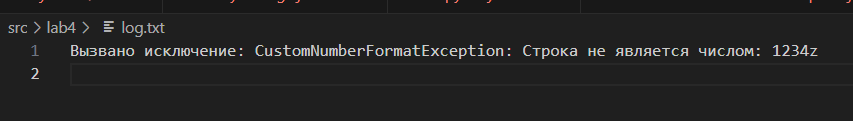 src > lab4 > log.txt
1 Вызвано исключение: CustomNumberFormatException: Строка не является числом: 1234z
2